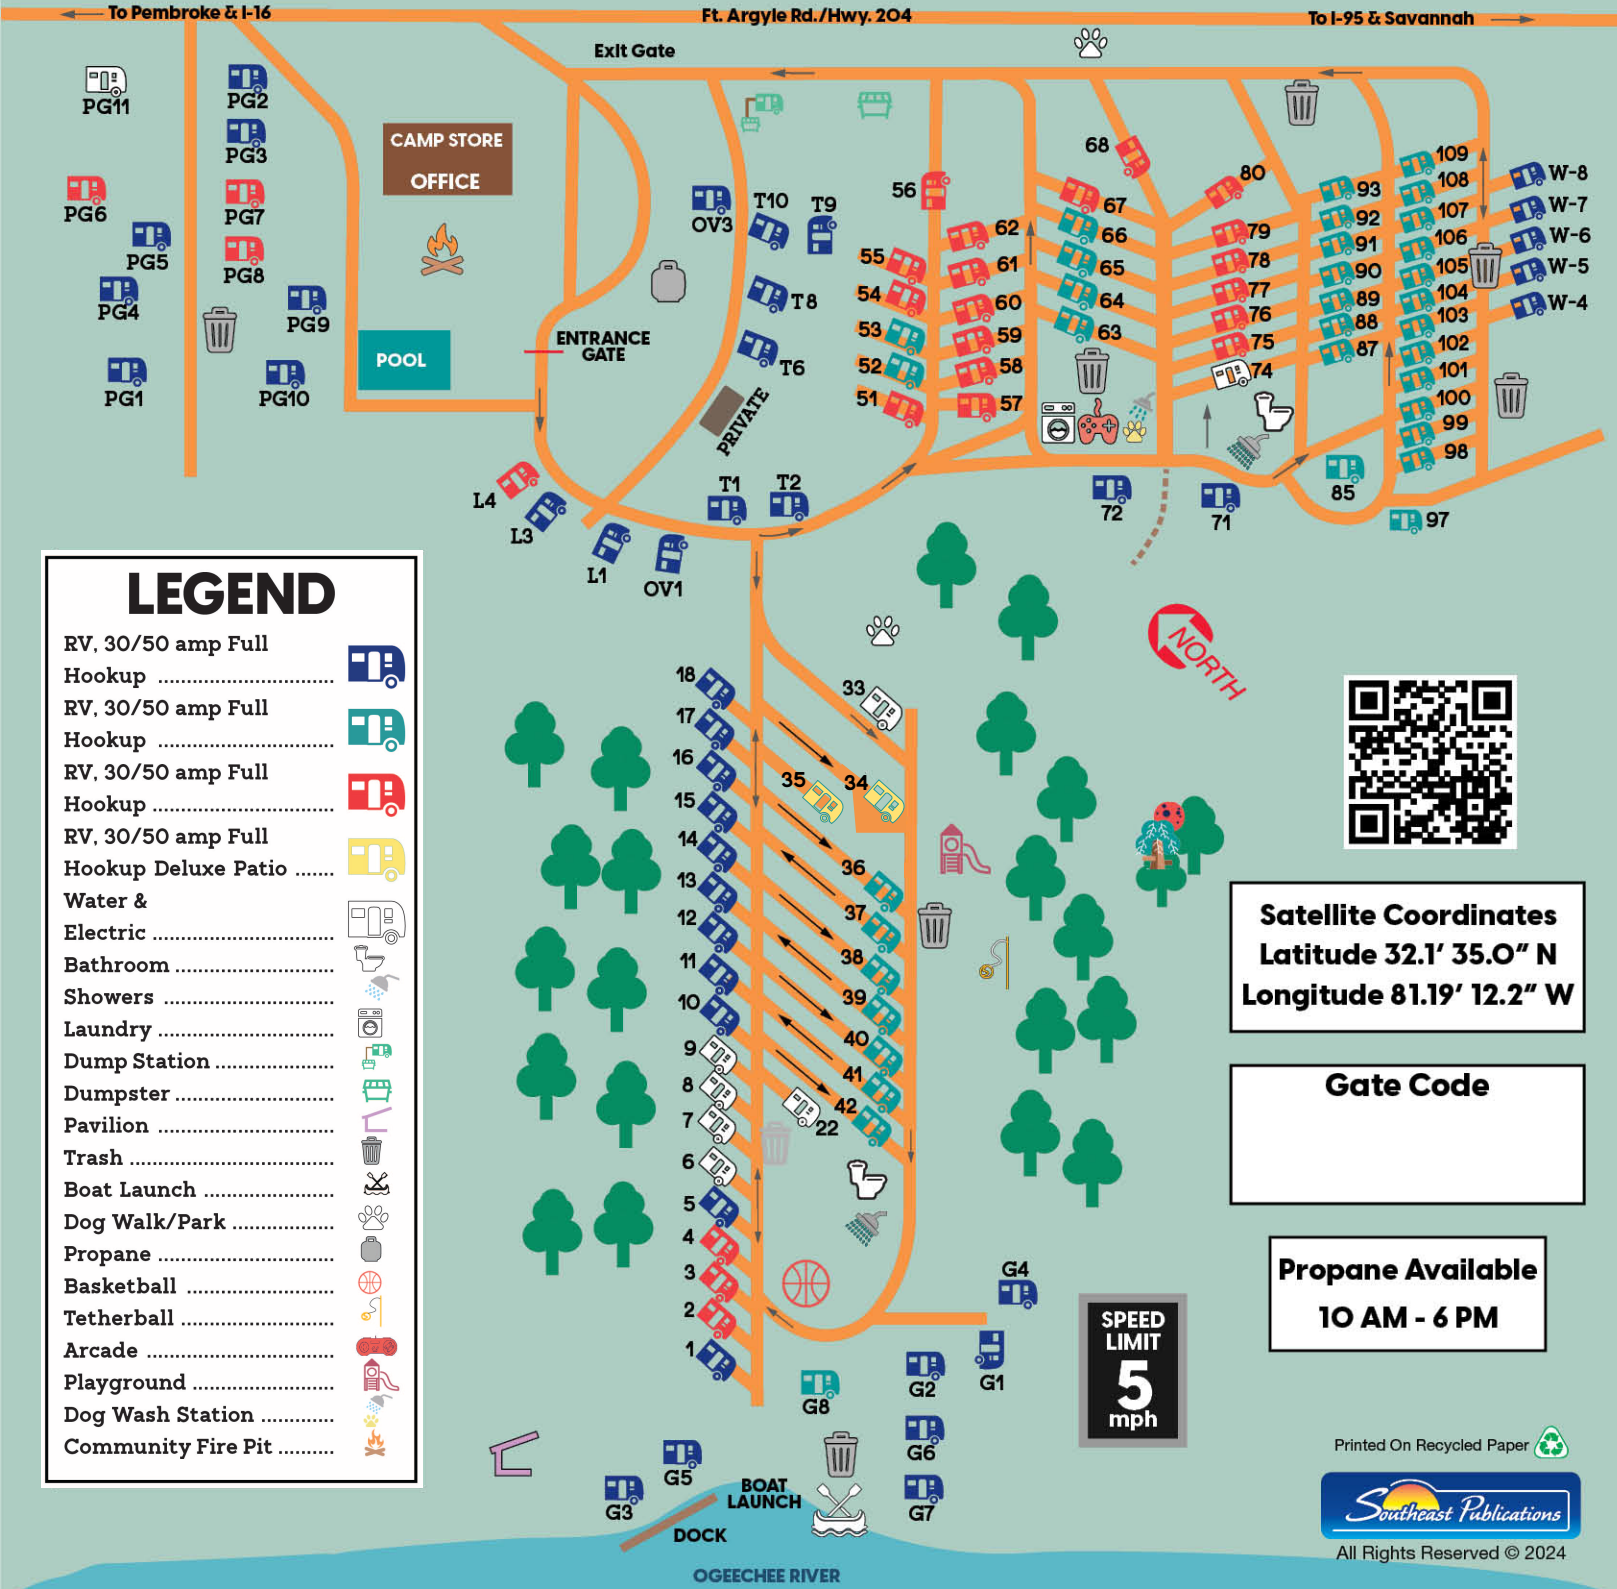 To Pembroke & I-16
Ft. Argyle Rd./Hwy. 204
To I-95 & Savannah
Exit Gate
PG11
PG2
PG3
PG6
PG7
PG5
PG8
PG4
PG9
PG1
PG10
CAMP STORE
OFFICE
POOL
ENTRANCE
GATE
OV3
T10
T9
T8
T6
PRIVATE
56
55
54
53
52
51
62
61
60
59
58
57
68
67
66
65
64
63
80
79
78
77
76
75
74
93
92
91
90
89
88
87
109
108
107
106
105
104
103
102
101
100
99
98
W-8
W-7
W-6
W-5
W-4
L4
L3
L1
OV1
T1
T2
72
71
85
97
NORTH
LEGEND
RV, 30/50 amp Full
Hookup ................................
RV, 30/50 amp Full
Hookup ................................
RV, 30/50 amp Full
Hookup ................................
RV, 30/50 amp Full
Hookup Deluxe Patio .......
Water &
Electric ................................
Bathroom ............................
Showers ..............................
Laundry ...............................
Dump Station .....................
Dumpster ............................
Pavilion ...............................
Trash ....................................
Boat Launch .......................
Dog Walk/Park ..................
Propane ...............................
Basketball ..........................
Tetherball ...........................
Arcade .................................
Playground .........................
Dog Wash Station .............
Community Fire Pit ..........
18
17
16
15
14
13
12
11
10
9
8
7
6
5
4
3
2
1
33
35
34
36
37
38
39
40
41
42
22
G4
G1
G2
G8
G6
G7
G5
G3
BOAT
LAUNCH
DOCK
OGEECHEE RIVER
Satellite Coordinates
Latitude 32.1′ 35.0″ N
Longitude 81.19′ 12.2″ W
Gate Code
Propane Available
10 AM - 6 PM
SPEED
LIMIT
5
mph
Printed On Recycled Paper
Southeast Publications
All Rights Reserved © 2024